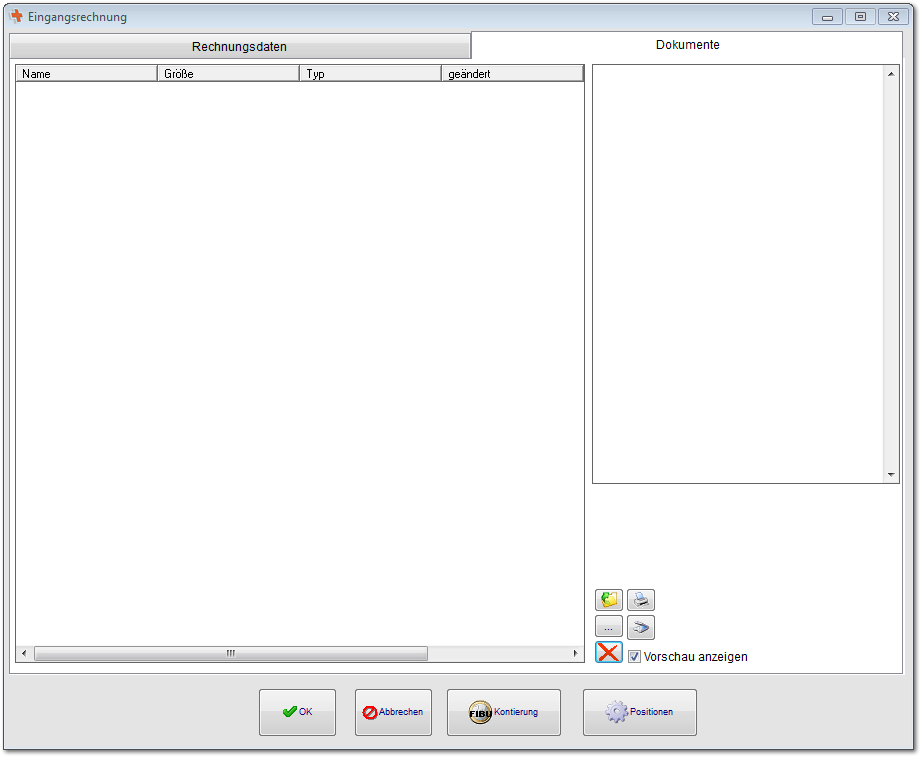 Eingangsrechnung
Rechnungsdaten
Dokumente
Name Größe Typ geändert
...
Vorschau anzeigen
OK Abbrechen FIBU Kontierung Positionen